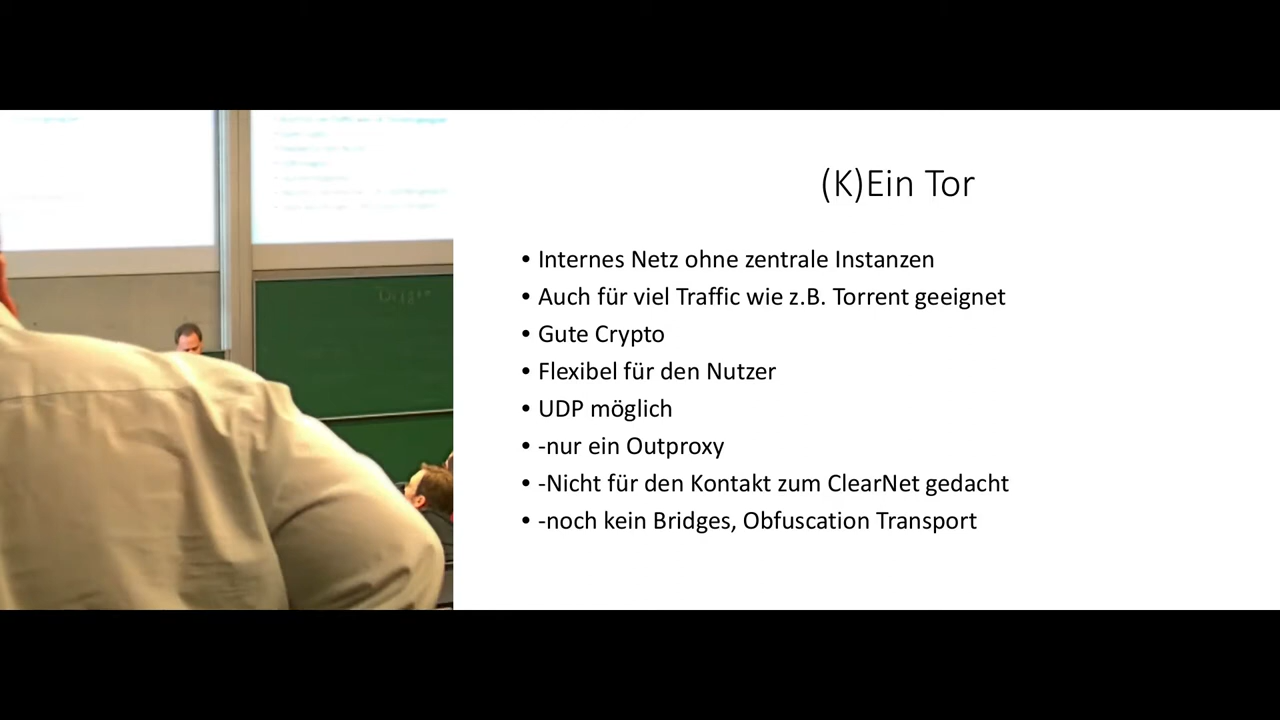 (K)Ein Tor
• Internes Netz ohne zentrale Instanzen
• Auch für viel Traffic wie z.B. Torrent geeignet
• Gute Crypto
• Flexibel für den Nutzer
• UDP möglich
• -nur ein Outproxy
• -Nicht für den Kontakt zum ClearNet gedacht
• -noch kein Bridges, Obfuscation Transport